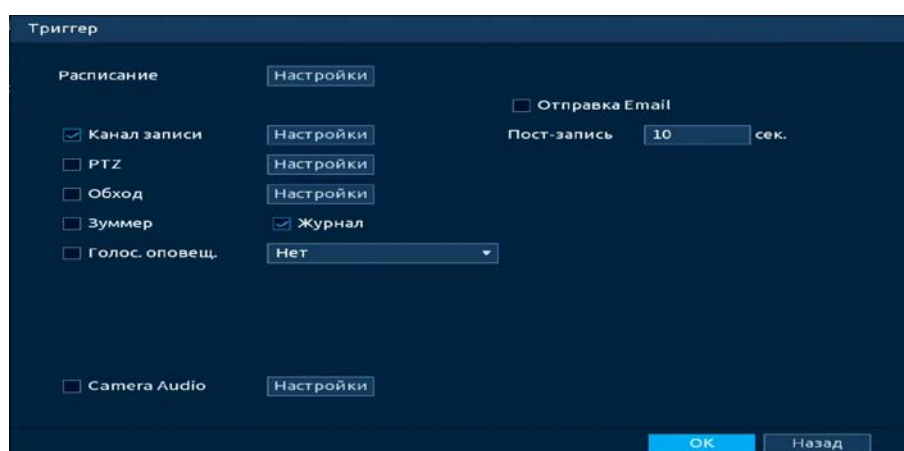 Триггер
Расписание Настройки
Отправка Email
Канал записи Настройки Пост-запись 10 сек.
PTZ Настройки
Обход Настройки
Зуммер Журнал
Голос. оповещ. Нет
Camera Audio Настройки
OK Назад